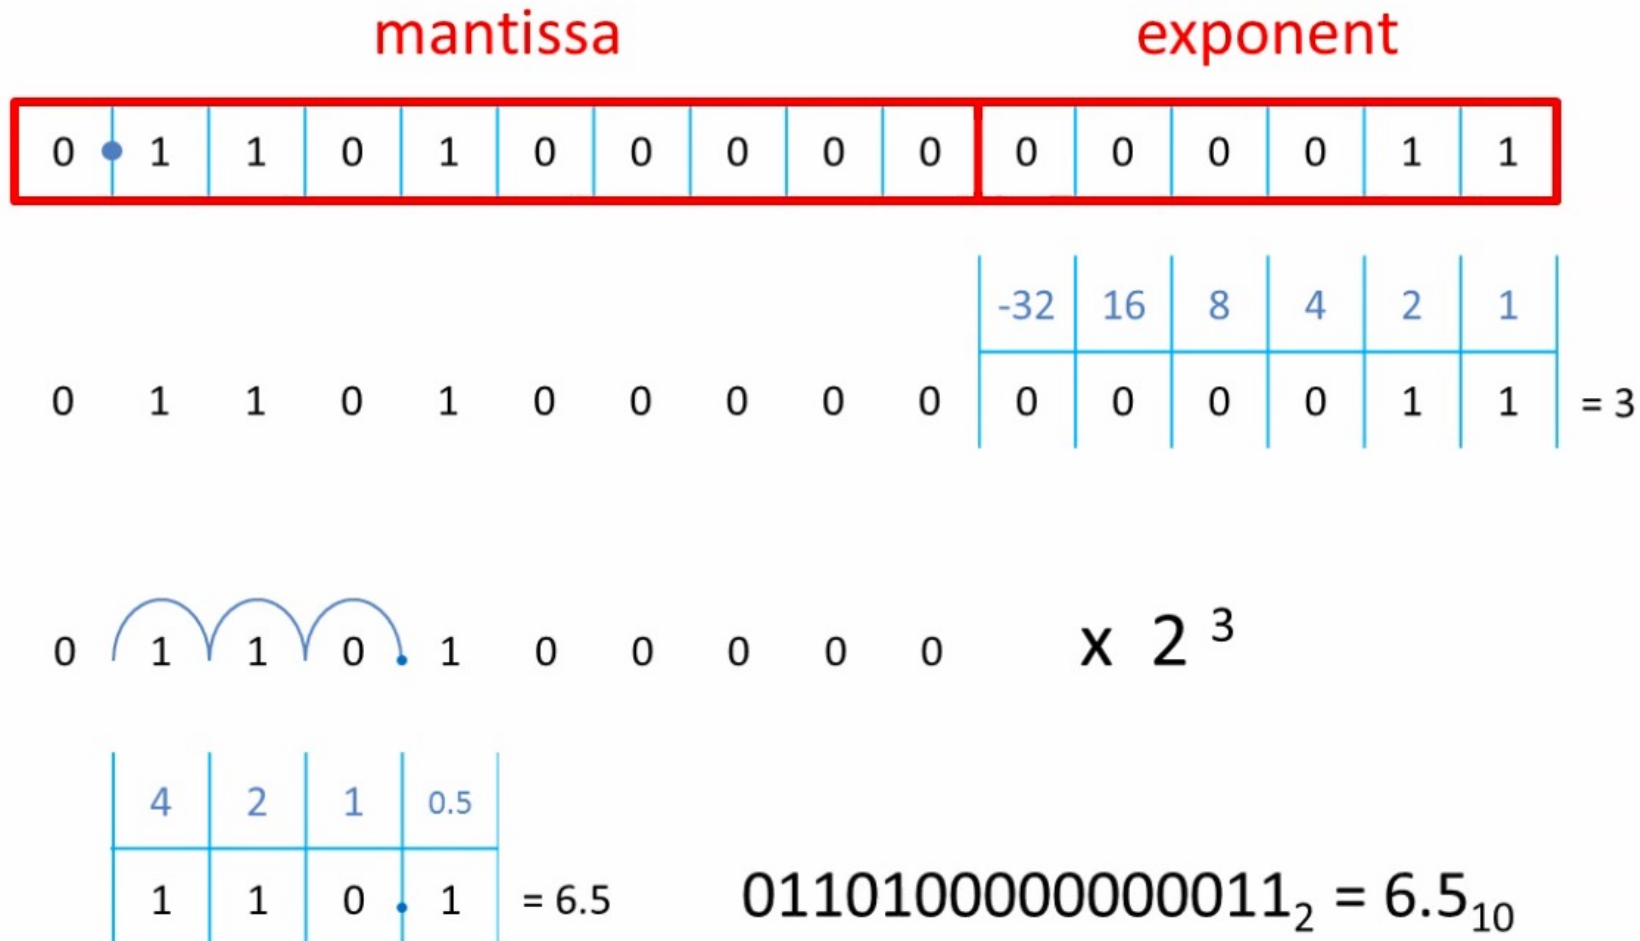 mantissa exponent
0 1 1 0 1 0 0 0 0 0 0 0 0 0 1 1
-32 16 8 4 2 1
0 1 1 0 1 0 0 0 0 0 0 0 0 0 1 1 = 3
0 1 1 0 . 1 0 0 0 0 0 x 2 ³
4 2 1 0.5
1 1 0 . 1 = 6.5 0110100000000011₂ = 6.5₁₀